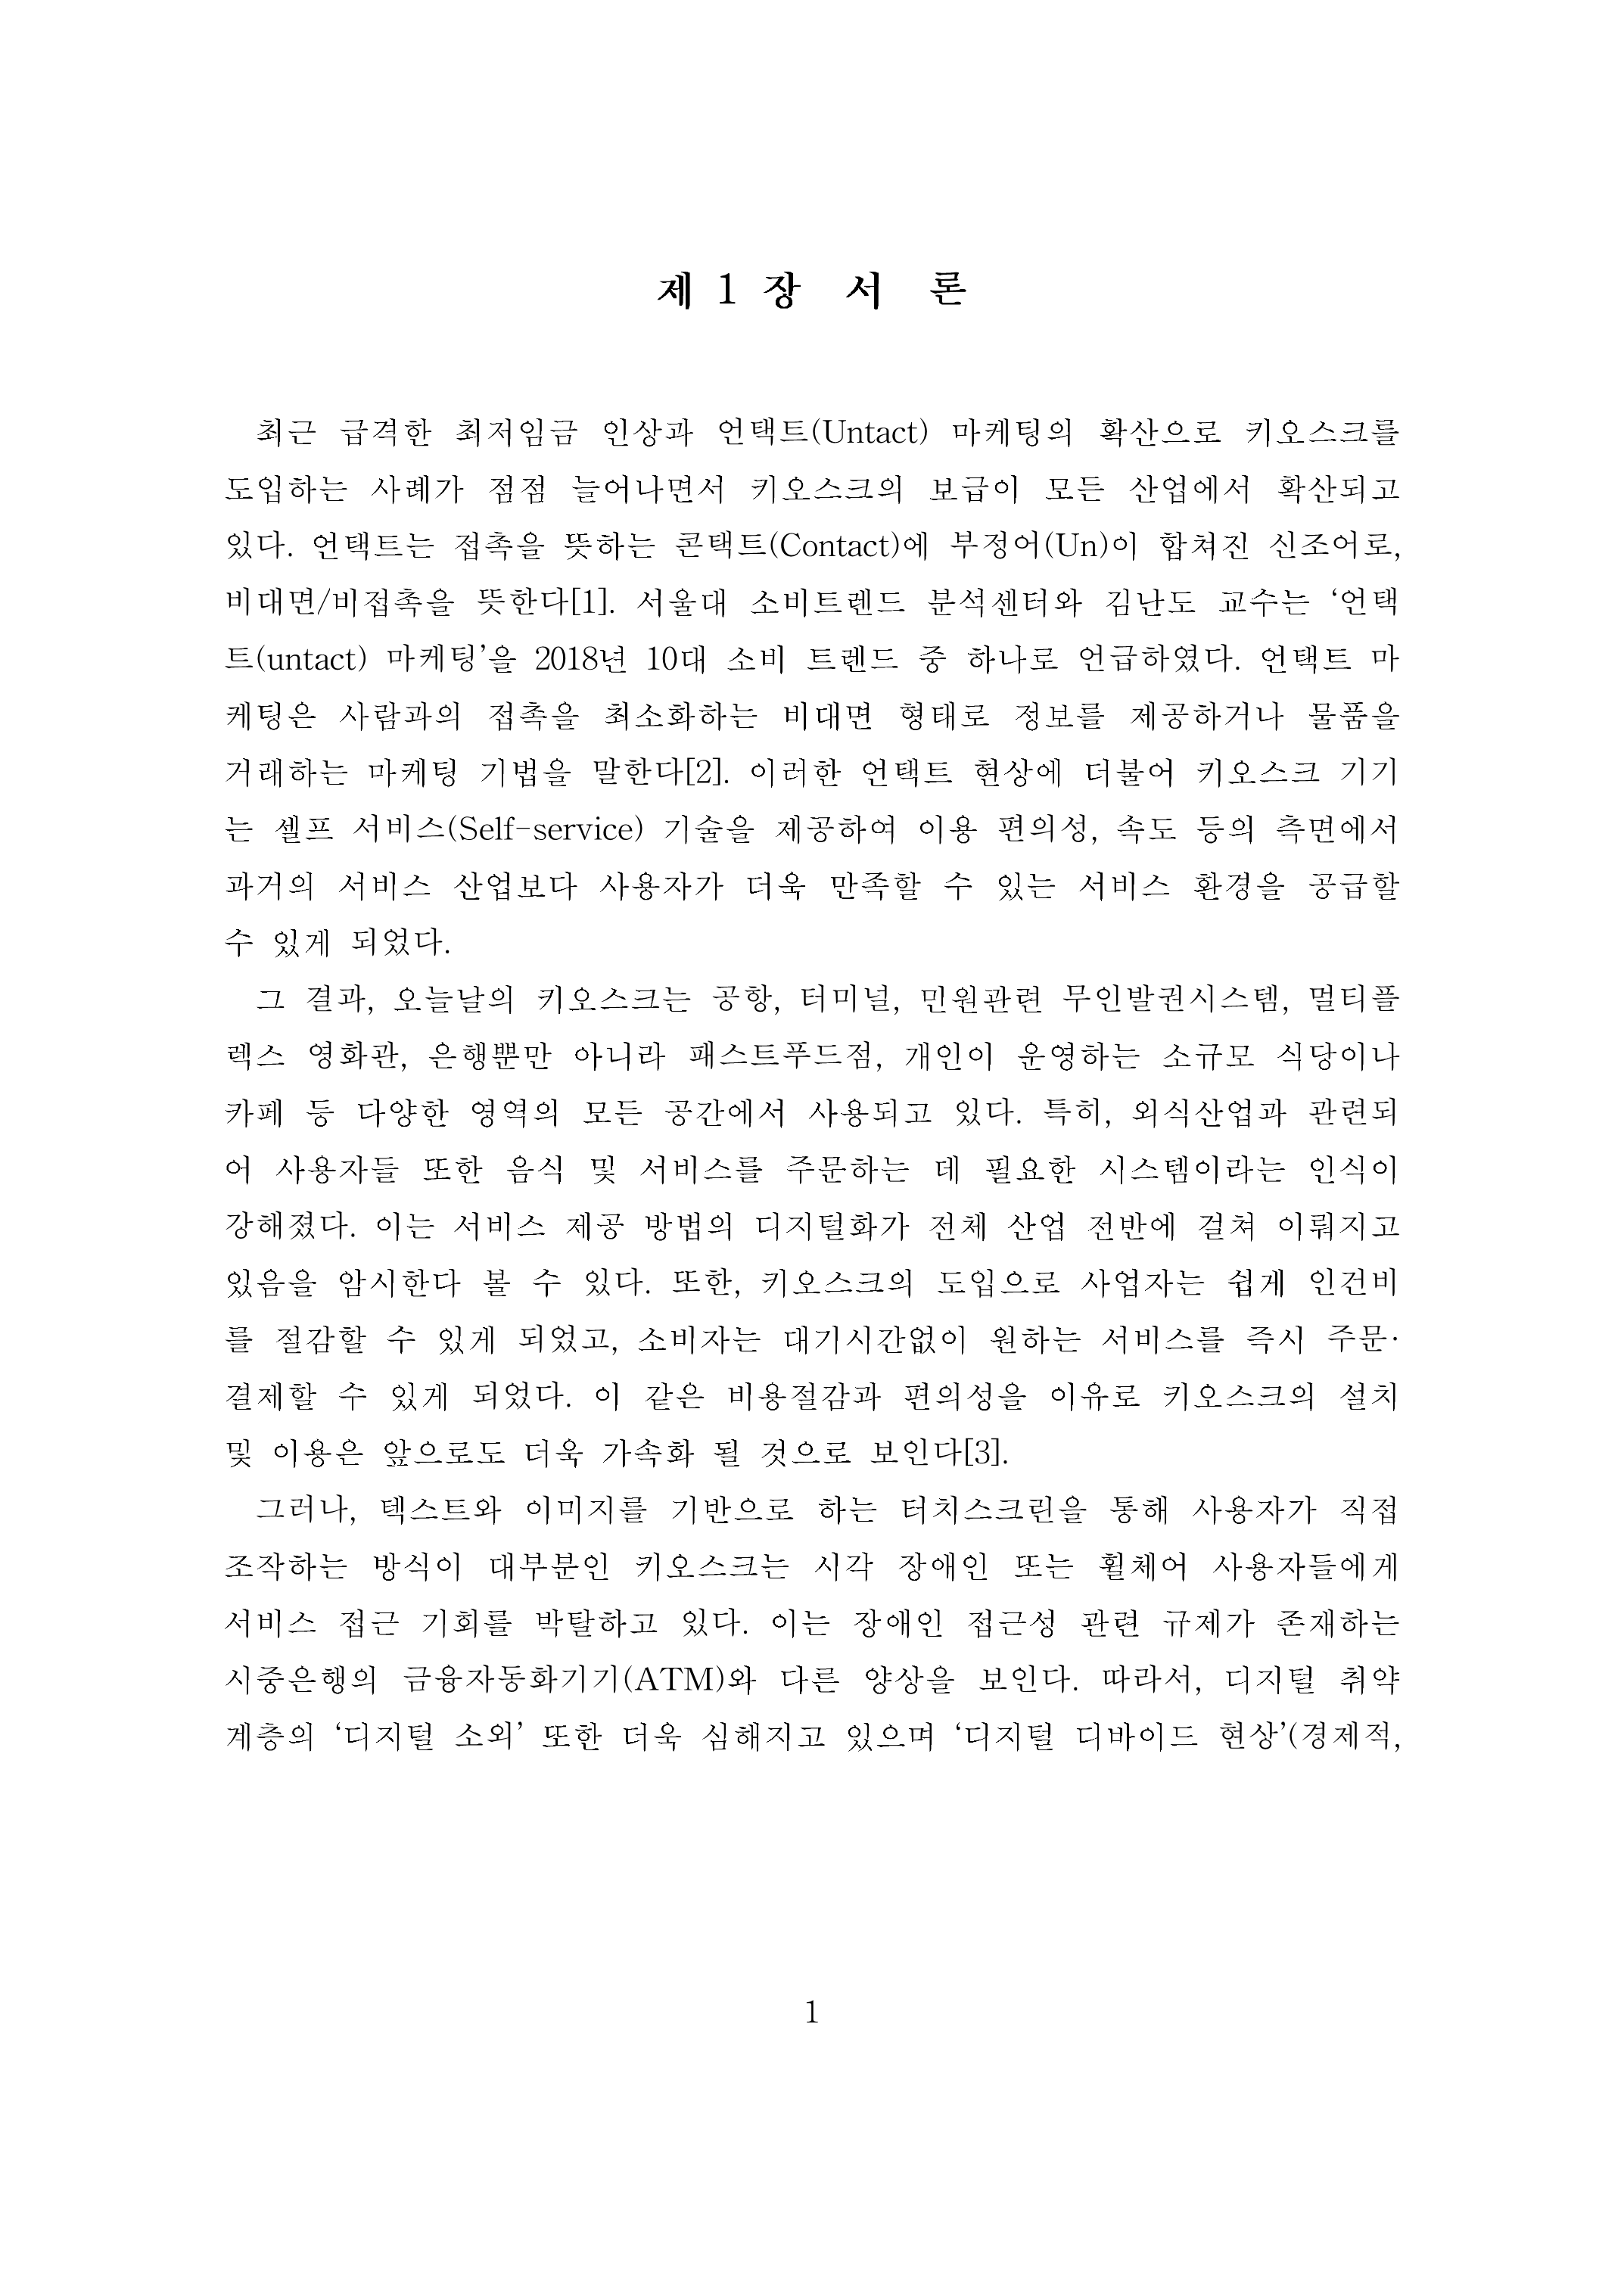 제 1 장 서 론
최근 급격한 최저임금 인상과 언택트(Untact) 마케팅의 확산으로 키오스크를
도입하는 사례가 점점 늘어나면서 키오스크의 보급이 모든 산업에서 확산되고
있다. 언택트는 접촉을 뜻하는 콘택트(Contact)에 부정어(Un)이 합쳐진 신조어로,
비대면/비접촉을 뜻한다[1]. 서울대 소비트렌드 분석센터와 김난도 교수는 ‘언택
트(untact) 마케팅’을 2018년 10대 소비 트렌드 중 하나로 언급하였다. 언택트 마
케팅은 사람과의 접촉을 최소화하는 비대면 형태로 정보를 제공하거나 물품을
거래하는 마케팅 기법을 말한다[2]. 이러한 언택트 현상에 더불어 키오스크 기기
는 셀프 서비스(Self-service) 기술을 제공하여 이용 편의성, 속도 등의 측면에서
과거의 서비스 산업보다 사용자가 더욱 만족할 수 있는 서비스 환경을 공급할
수 있게 되었다.
그 결과, 오늘날의 키오스크는 공항, 터미널, 민원관련 무인발권시스템, 멀티플
렉스 영화관, 은행뿐만 아니라 패스트푸드점, 개인이 운영하는 소규모 식당이나
카페 등 다양한 영역의 모든 공간에서 사용되고 있다. 특히, 외식산업과 관련되
어 사용자들 또한 음식 및 서비스를 주문하는 데 필요한 시스템이라는 인식이
강해졌다. 이는 서비스 제공 방법의 디지털화가 전체 산업 전반에 걸쳐 이뤄지고
있음을 암시한다 볼 수 있다. 또한, 키오스크의 도입으로 사업자는 쉽게 인건비
를 절감할 수 있게 되었고, 소비자는 대기시간없이 원하는 서비스를 즉시 주문·
결제할 수 있게 되었다. 이 같은 비용절감과 편의성을 이유로 키오스크의 설치
및 이용은 앞으로도 더욱 가속화 될 것으로 보인다[3].
그러나, 텍스트와 이미지를 기반으로 하는 터치스크린을 통해 사용자가 직접
조작하는 방식이 대부분인 키오스크는 시각 장애인 또는 휠체어 사용자들에게
서비스 접근 기회를 박탈하고 있다. 이는 장애인 접근성 관련 규제가 존재하는
시중은행의 금융자동화기기(ATM)와 다른 양상을 보인다. 따라서, 디지털 취약
계층의 ‘디지털 소외’ 또한 더욱 심해지고 있으며 ‘디지털 디바이드 현상’(경제적,
1